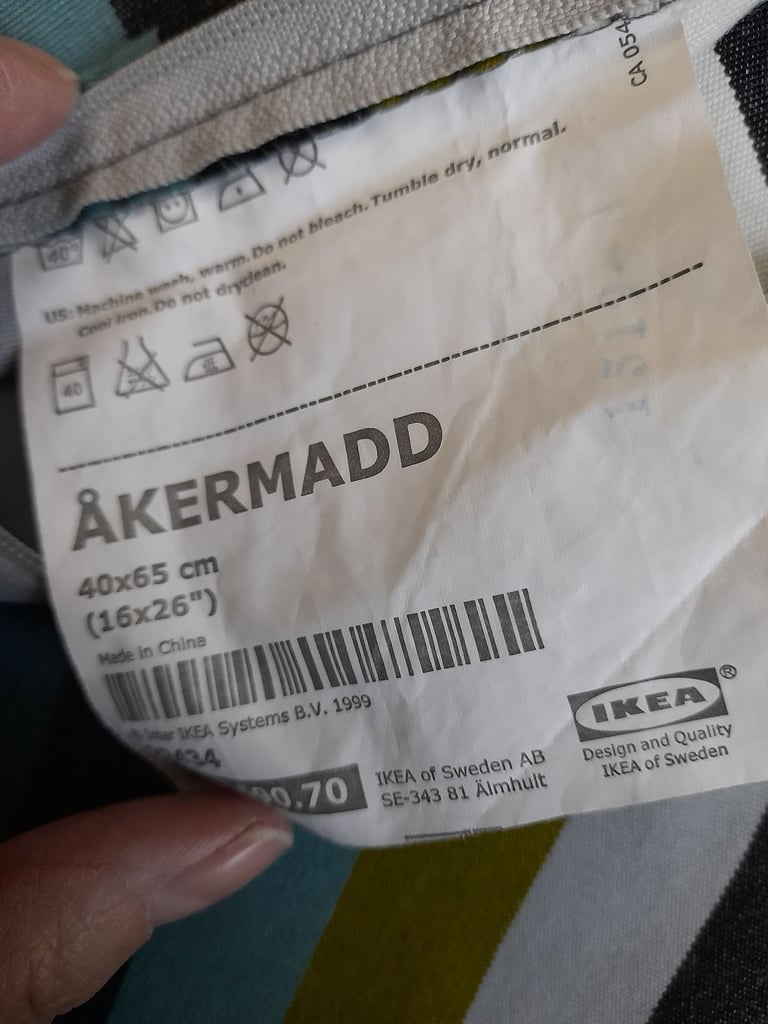 CA 054
40°
US: Machine wash, warm. Do not bleach. Tumble dry, normal.
Cool iron. Do not dryclean.
40
ÅKERMADD
40x65 cm
(16x26")
Made in China
Inter IKEA Systems B.V. 1999
IKEA of Sweden AB
SE-343 81 Älmhult
IKEA®
Design and Quality
IKEA of Sweden